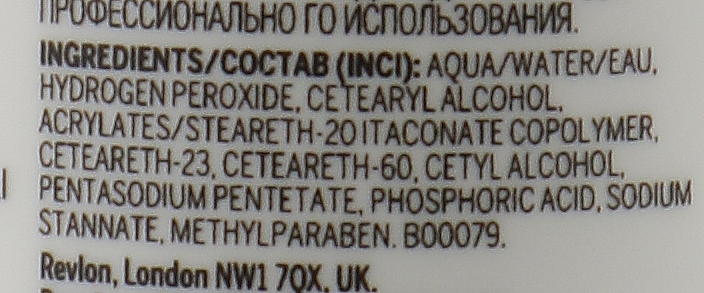 ПРОФЕССИОНАЛЬНО ГО ИСПОЛЬЗОВАНИЯ.
INGREDIENTS/СОСТАВ (INCI): AQUA/WATER/EAU,
HYDROGEN PEROXIDE, CETEARYL ALCOHOL,
ACRYLATES/STEARETH-20 ITACONATE COPOLYMER,
CETEARETH-23, CETEARETH-60, CETYL ALCOHOL,
PENTASODIUM PENTETATE, PHOSPHORIC ACID, SODIUM
STANNATE, METHYLPARABEN. B00079.
Revlon, London NW1 7QX, UK.